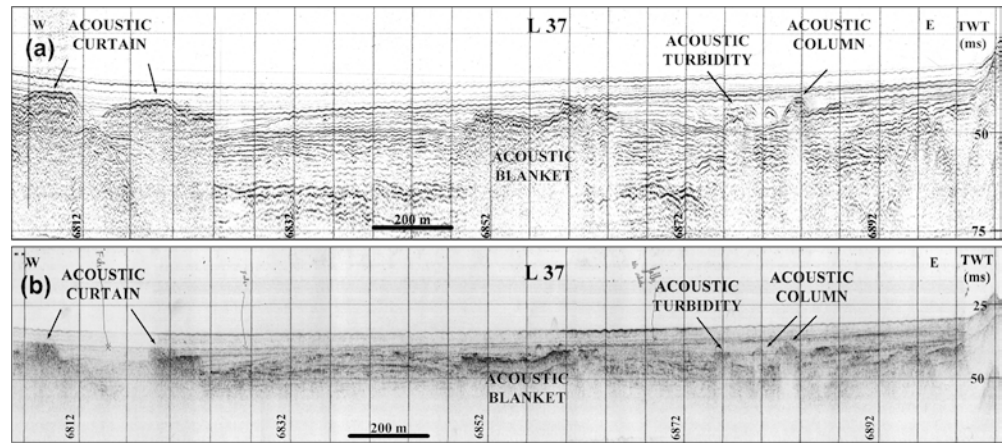 W
ACOUSTIC
CURTAIN
(a)
L 37
ACOUSTIC
TURBIDITY
ACOUSTIC
COLUMN
E
TWT
(ms)
50
ACOUSTIC
BLANKET
200 m
6812
6832
6852
6872
6892
75
W
ACOUSTIC
CURTAIN
(b)
L 37
ACOUSTIC
TURBIDITY
ACOUSTIC
COLUMN
E
TWT
(ms)
25
50
ACOUSTIC
BLANKET
200 m
6812
6832
6852
6872
6892